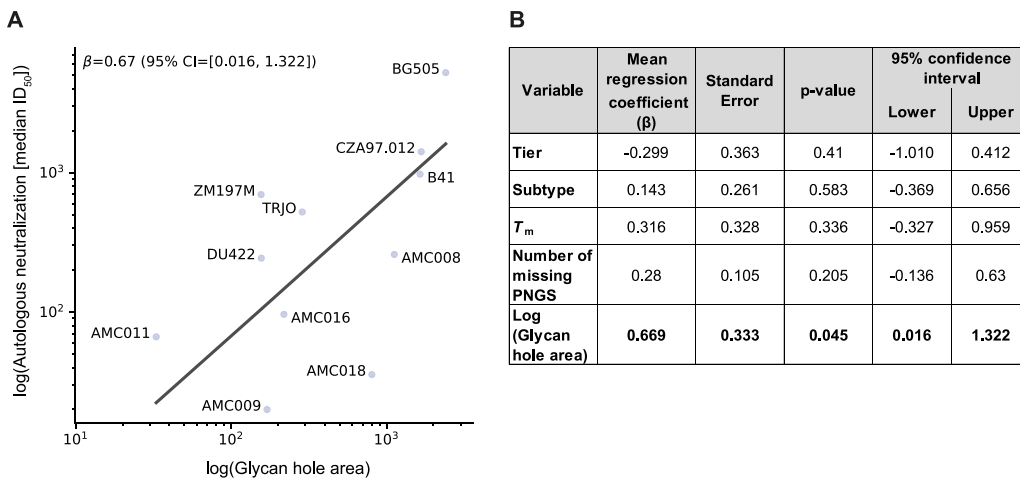 A
β=0.67 (95% CI=[0.016, 1.322])
BG505
CZA97.012
B41
ZM197M
TRJO
DU422
AMC008
AMC016
AMC011
AMC018
AMC009
10³
10²
10¹ 10² 10³
log(Autologous neutralization [median ID₅₀])
log(Glycan hole area)
B
Variable
Mean
regression
coefficient
(β)
Standard
Error
p-value
95% confidence
interval
Lower Upper
Tier -0.299 0.363 0.41 -1.010 0.412
Subtype 0.143 0.261 0.583 -0.369 0.656
Tₘ 0.316 0.328 0.336 -0.327 0.959
Number of
missing
PNGS
0.28 0.105 0.205 -0.136 0.63
Log
(Glycan
hole area)
0.669 0.333 0.045 0.016 1.322